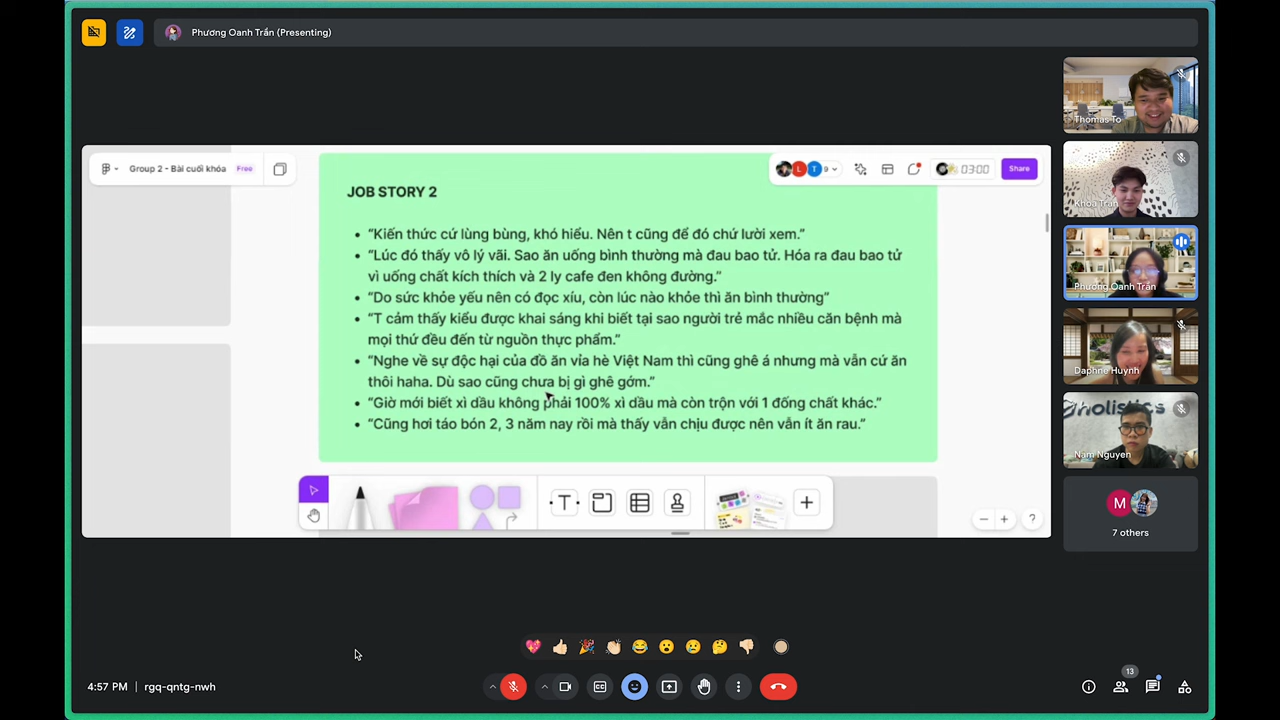 Phương Oanh Trần (Presenting)
Thomas To
Group 2 - Bài cuối khóa
Free
9
03:00
Share
JOB STORY 2
• “Kiến thức cứ lùng bùng, khó hiểu. Nên t cũng để đó chứ lười xem.”
• “Lúc đó thấy vô lý vãi. Sao ăn uống bình thường mà đau bao tử. Hóa ra đau bao tử
vì uống chất kích thích và 2 ly cafe đen không đường.”
• “Do sức khỏe yếu nên có đọc xíu, còn lúc nào khỏe thì ăn bình thường”
• “T cảm thấy kiểu được khai sáng khi biết tại sao người trẻ mắc nhiều căn bệnh mà
mọi thứ đều đến từ nguồn thực phẩm.”
• “Nghe về sự độc hại của đồ ăn vỉa hè Việt Nam thì cũng ghê á nhưng mà vẫn cứ ăn
thôi haha. Dù sao cũng chưa bị gì ghê gớm.”
• “Giờ mới biết xì dầu không phải 100% xì dầu mà còn trộn với 1 đống chất khác.”
• “Cũng hơi táo bón 2, 3 năm nay rồi mà thấy vẫn chịu được nên vẫn ít ăn rau.”
L
T
T
?
Khoa Tran
Phương Oanh Trần
Daphne Huynh
holistics
Nam Nguyen
M
7 others
4:57 PM
rgq-qntg-nwh
13